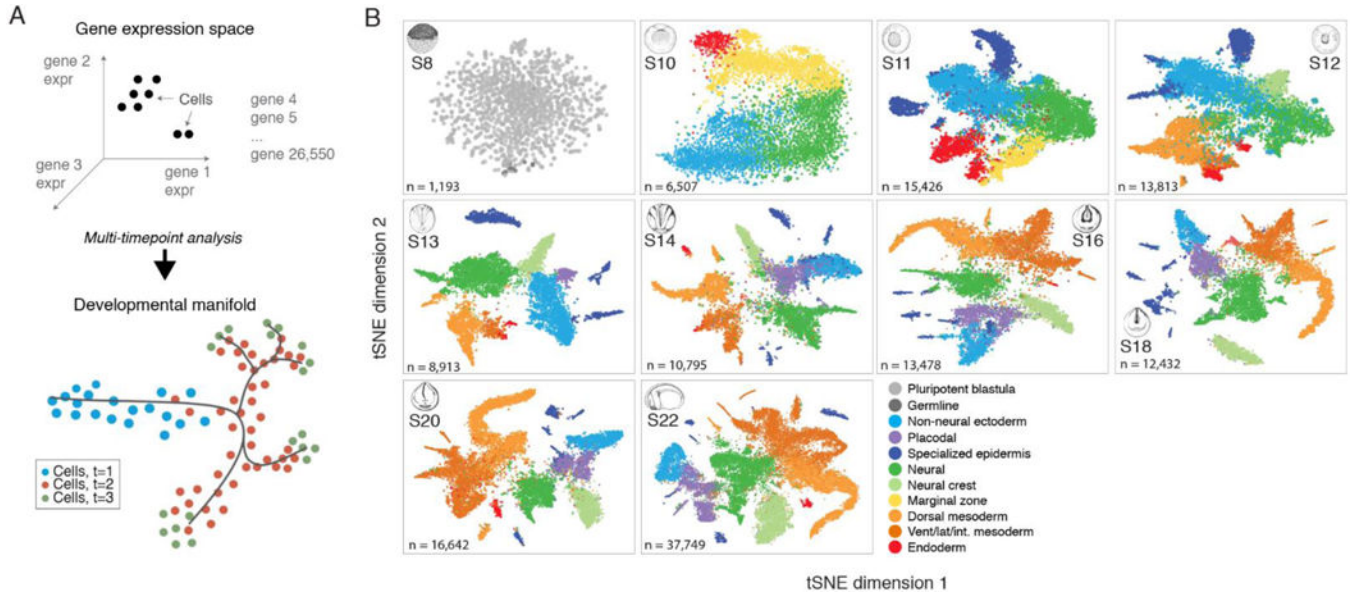 A
Gene expression space
gene 2
expr
Cells
gene 4
gene 5
...
gene 26,550
gene 3
expr
gene 1
expr
Multi-timepoint analysis
Developmental manifold
Cells, t=1
Cells, t=2
Cells, t=3
B
tSNE dimension 2
S8
n = 1,193
S10
n = 6,507
S11
n = 15,426
S12
n = 13,813
S13
n = 8,913
S14
n = 10,795
S16
n = 13,478
S18
n = 12,432
S20
n = 16,642
S22
n = 37,749
Pluripotent blastula
Germline
Non-neural ectoderm
Placodal
Specialized epidermis
Neural
Neural crest
Marginal zone
Dorsal mesoderm
Vent/lat/int. mesoderm
Endoderm
tSNE dimension 1